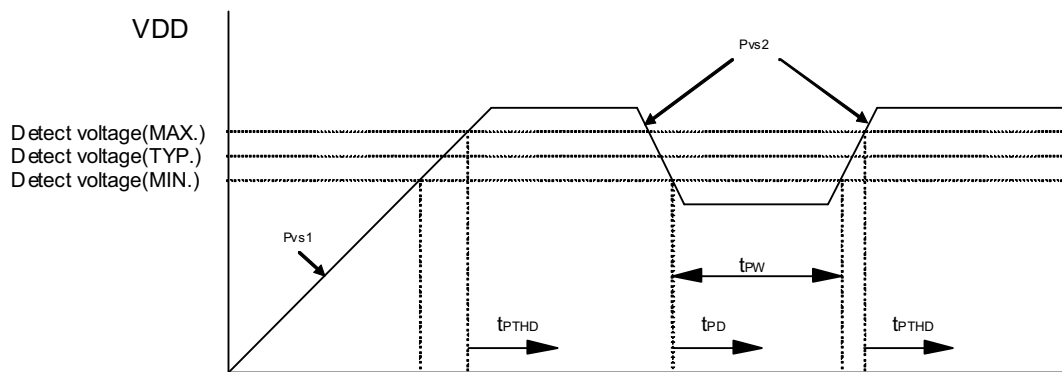 VDD
Pvs2
Detect voltage(MAX.)
Detect voltage(TYP.)
Detect voltage(MIN.)
Pvs1
tPW
tPTHD
tPD
tPTHD